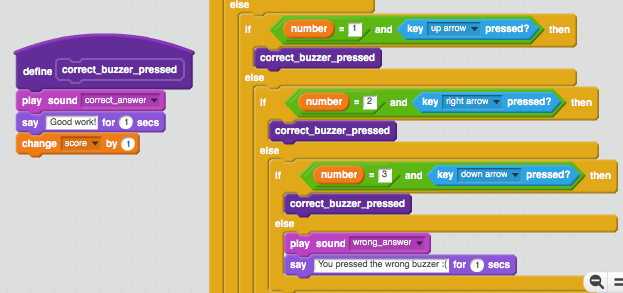 define correct_buzzer_pressed
play sound correct_answer
say Good work! for 1 secs
change score by 1
else
if number = 1 and key up arrow pressed? then
correct_buzzer_pressed
else
if number = 2 and key right arrow pressed? then
correct_buzzer_pressed
else
if number = 3 and key down arrow pressed? then
correct_buzzer_pressed
else
play sound wrong_answer
say You pressed the wrong buzzer :( for 1 secs